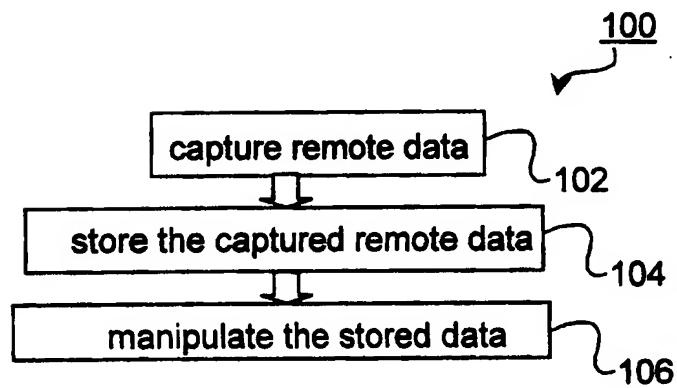 100
capture remote data
102
store the captured remote data
104
manipulate the stored data
106